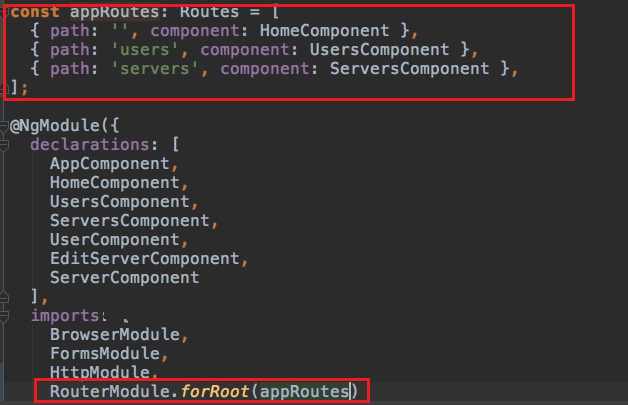 const appRoutes: Routes = [
  { path: '', component: HomeComponent },
  { path: 'users', component: UsersComponent },
  { path: 'servers', component: ServersComponent },
];
@NgModule({
  declarations: [
    AppComponent,
    HomeComponent,
    UsersComponent,
    ServersComponent,
    UserComponent,
    EditServerComponent,
    ServerComponent
  ],
  imports: [
    BrowserModule,
    FormsModule,
    HttpModule,
    RouterModule.forRoot(appRoutes)